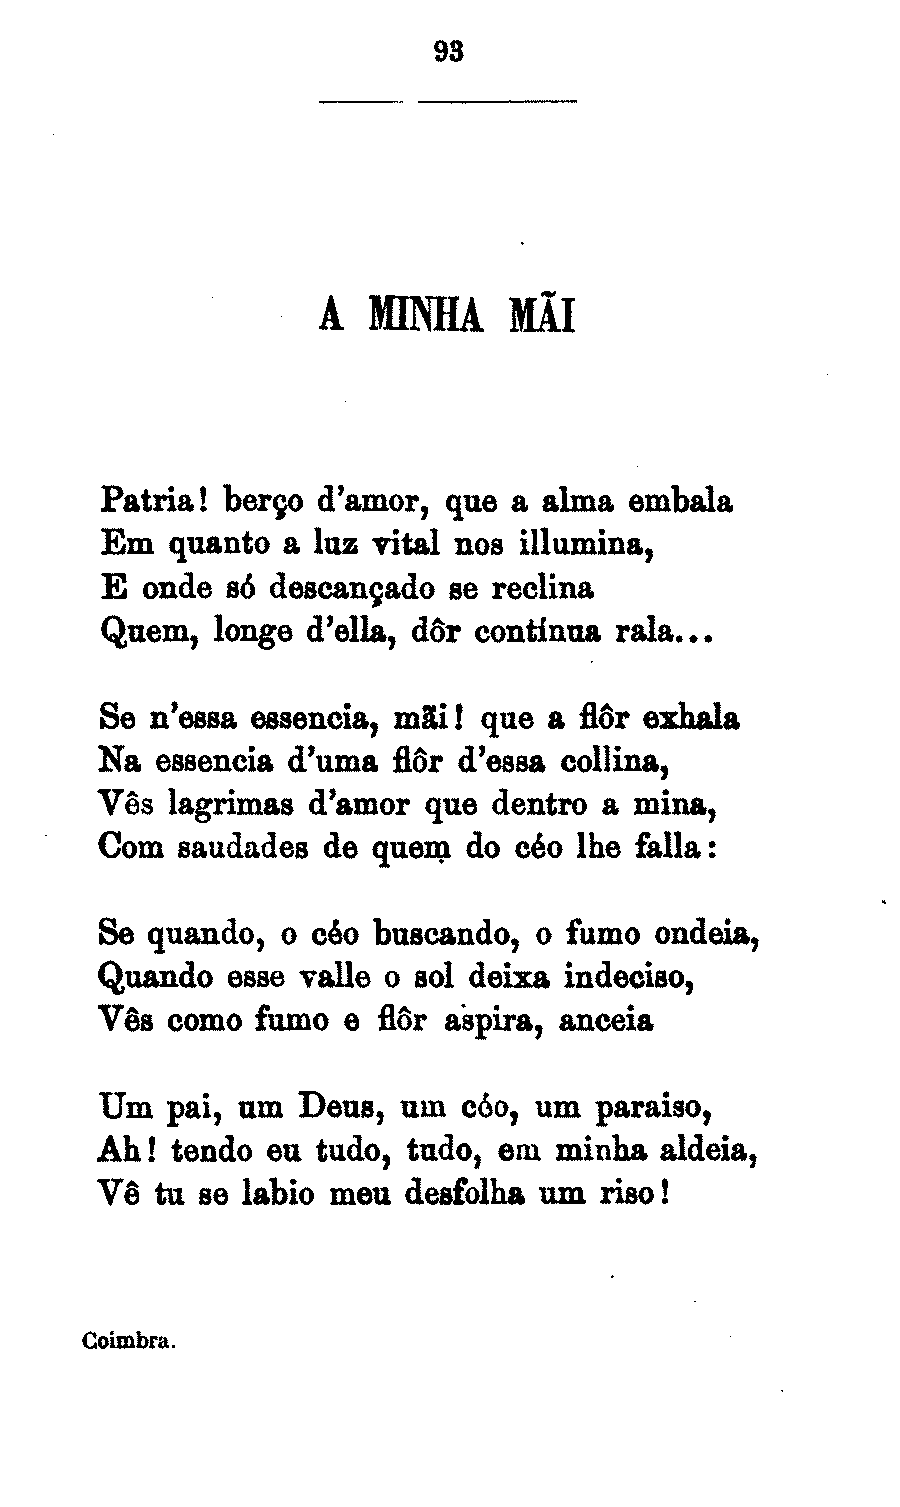 93
A MINHA MÃI
Patria! berço d'amor, que a alma embala
Em quanto a luz vital nos illumina,
E onde só descançado se reclina
Quem, longe d'ella, dôr contínua rala...
Se n'essa essencia, mãi! que a flôr exhala
Na essencia d'uma flôr d'essa collina,
Vês lagrimas d'amor que dentro a mina,
Com saudades de quem do céo lhe falla:
Se quando, o céo buscando, o fumo ondeia,
Quando esse valle o sol deixa indeciso,
Vês como fumo e flôr aspira, anceia
Um pai, um Deus, um céo, um paraiso,
Ah! tendo eu tudo, tudo, em minha aldeia,
Vê tu se labio meu desfolha um riso!
Coimbra.